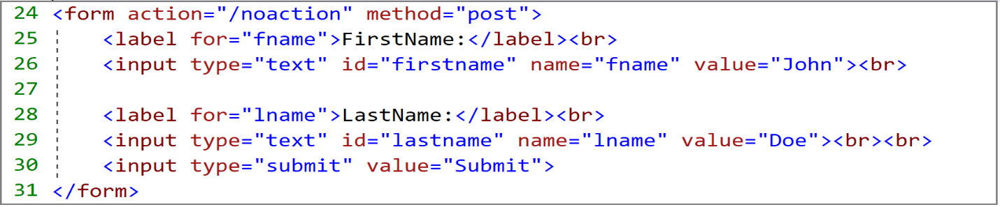 24 <form action="/noaction" method="post">
25     <label for="fname">FirstName:</label><br>
26     <input type="text" id="firstname" name="fname" value="John"><br>
27
28     <label for="lname">LastName:</label><br>
29     <input type="text" id="lastname" name="lname" value="Doe"><br><br>
30     <input type="submit" value="Submit">
31 </form>